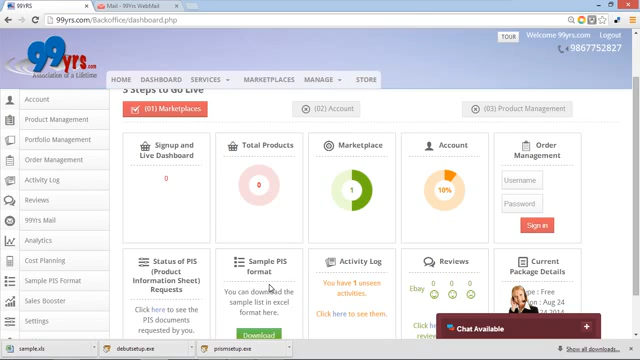 99YRS
Mail - 99Yrs WebMail
99yrs.com/Backoffice/dashboard.php
TOUR
Welcome 99yrs.com
Logout
9867752827
99yrs.com
Association of a Lifetime
HOME
DASHBOARD
SERVICES
MARKETPLACES
MANAGE
STORE
3 Steps to Go Live
(01) Marketplaces
(02) Account
(03) Product Management
Account
Product Management
Portfolio Management
Order Management
Activity Log
Reviews
99Yrs Mail
Analytics
Cost Planning
Sample PIS Format
Sales Booster
Settings
Signup and
Live Dashboard
0
Total Products
0
Marketplace
1
Account
10%
Order
Management
Username
Password
Sign in
Status of PIS
(Product
Information Sheet)
Requests
Click here to see the
PIS documents
requested by you.
Sample PIS
format
You can download the
sample list in excel
format here.
Download
Activity Log
You have 1 unseen
activities.
Click here to see.
Reviews
Ebay
0 0 0
Click here
Current
Package Details
Type : Free
Chat Available
sample.xls
debutsetup.exe
prismsetup.exe
Show all downloads...